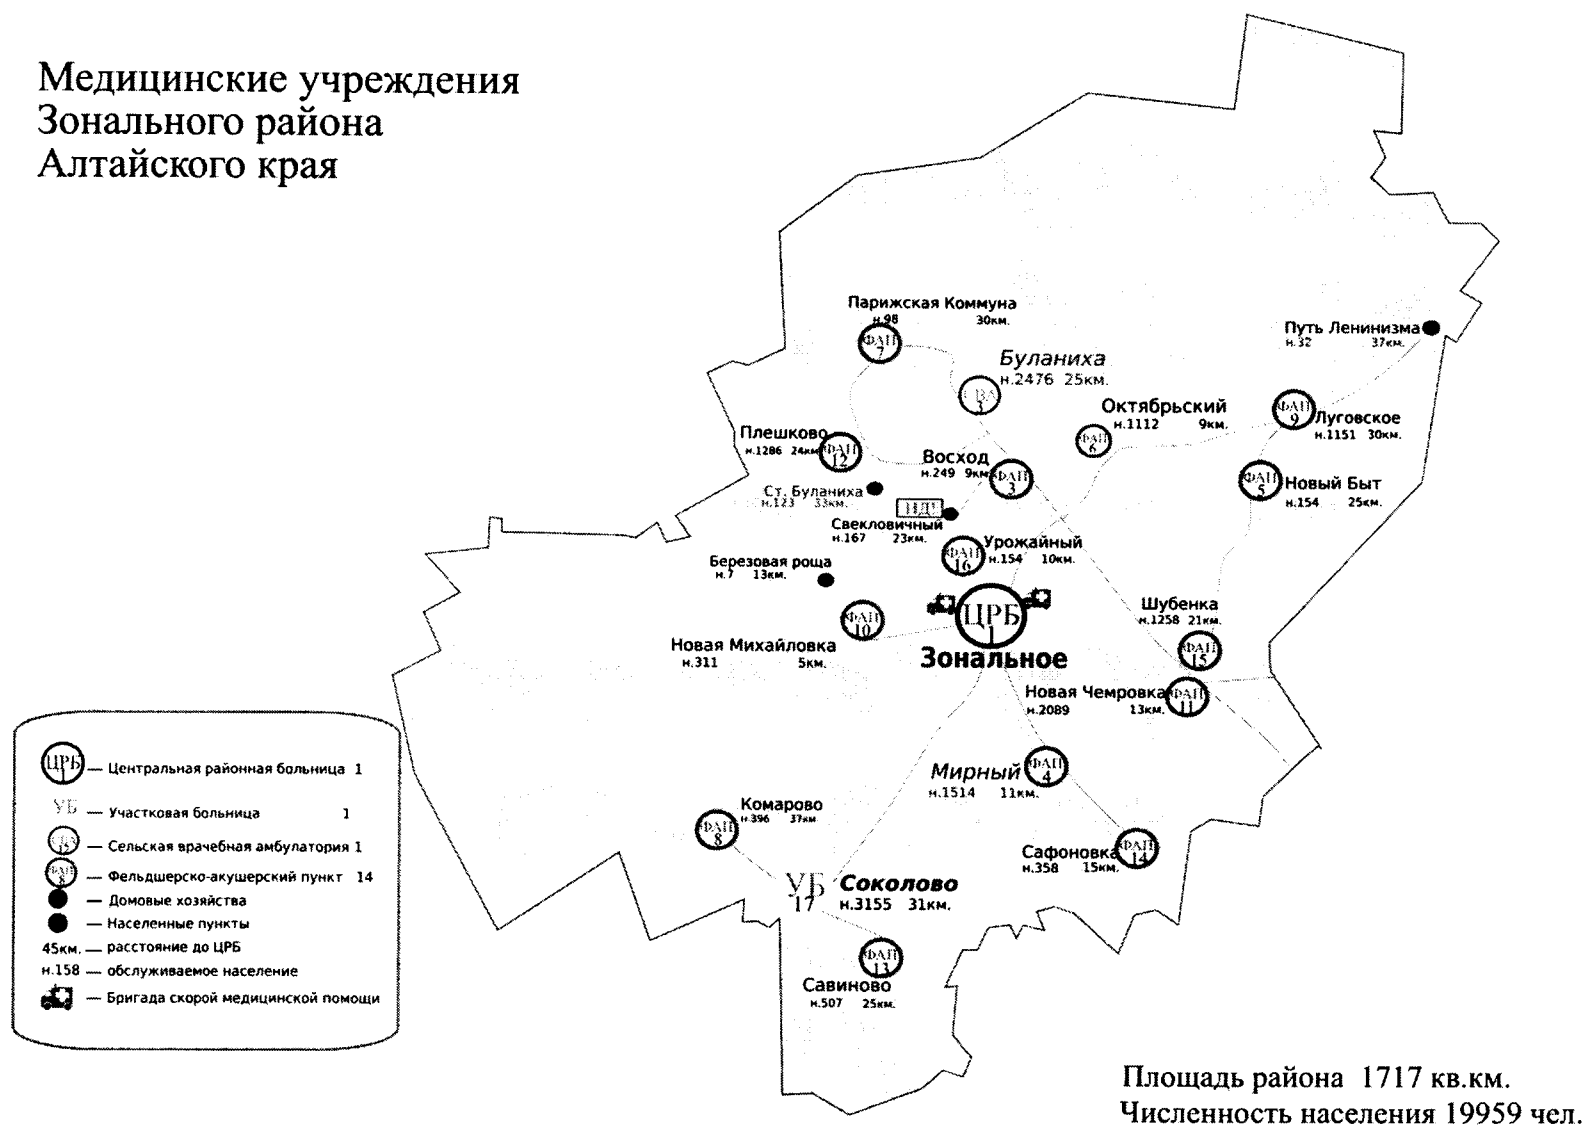 Медицинские учреждения
Зонального района
Алтайского края
Парижская Коммуна
н.98 30км.
ФАП
7
Буланиха
н.2476 25км.
Путь Ленинизма
н.32 37км.
Октябрьский
н.1112 9км.
ФАП
6
ФАП
9
Луговское
н.1151 30км.
Плешково
н.1286 24км
ФАП
12
Восход
н.249 9км
ФАП
3
ФАП
5
Новый Быт
н.154 25км.
Ст. Буланиха
н.123 33км.
Свекловичный
н.167 23км.
Урожайный
н.154 10км.
ФАП
16
Березовая роща
н.7 13км.
ЦРБ
1
Зональное
ФАП
10
Новая Михайловка
н.311 5км.
Шубенка
н.1258 21км.
ФАП
15
Новая Чемровка
н.2089 13км.
ФАП
11
Мирный
н.1514 11км.
ФАП
4
Комарово
н.396 37км
ФАП
8
Сафоновка
н.358 15км.
ФАП
14
УБ
17
Соколово
н.3155 31км.
ФАП
13
Савиново
н.507 25км.
ЦРБ
1
— Центральная районная больница 1
УБ — Участковая больница 1
— Сельская врачебная амбулатория 1
ФАП
8
— Фельдшерско-акушерский пункт 14
— Домовые хозяйства
— Населенные пункты
45км. — расстояние до ЦРБ
н.158 — обслуживаемое население
— Бригада скорой медицинской помощи
Площадь района 1717 кв.км.
Численность населения 19959 чел.